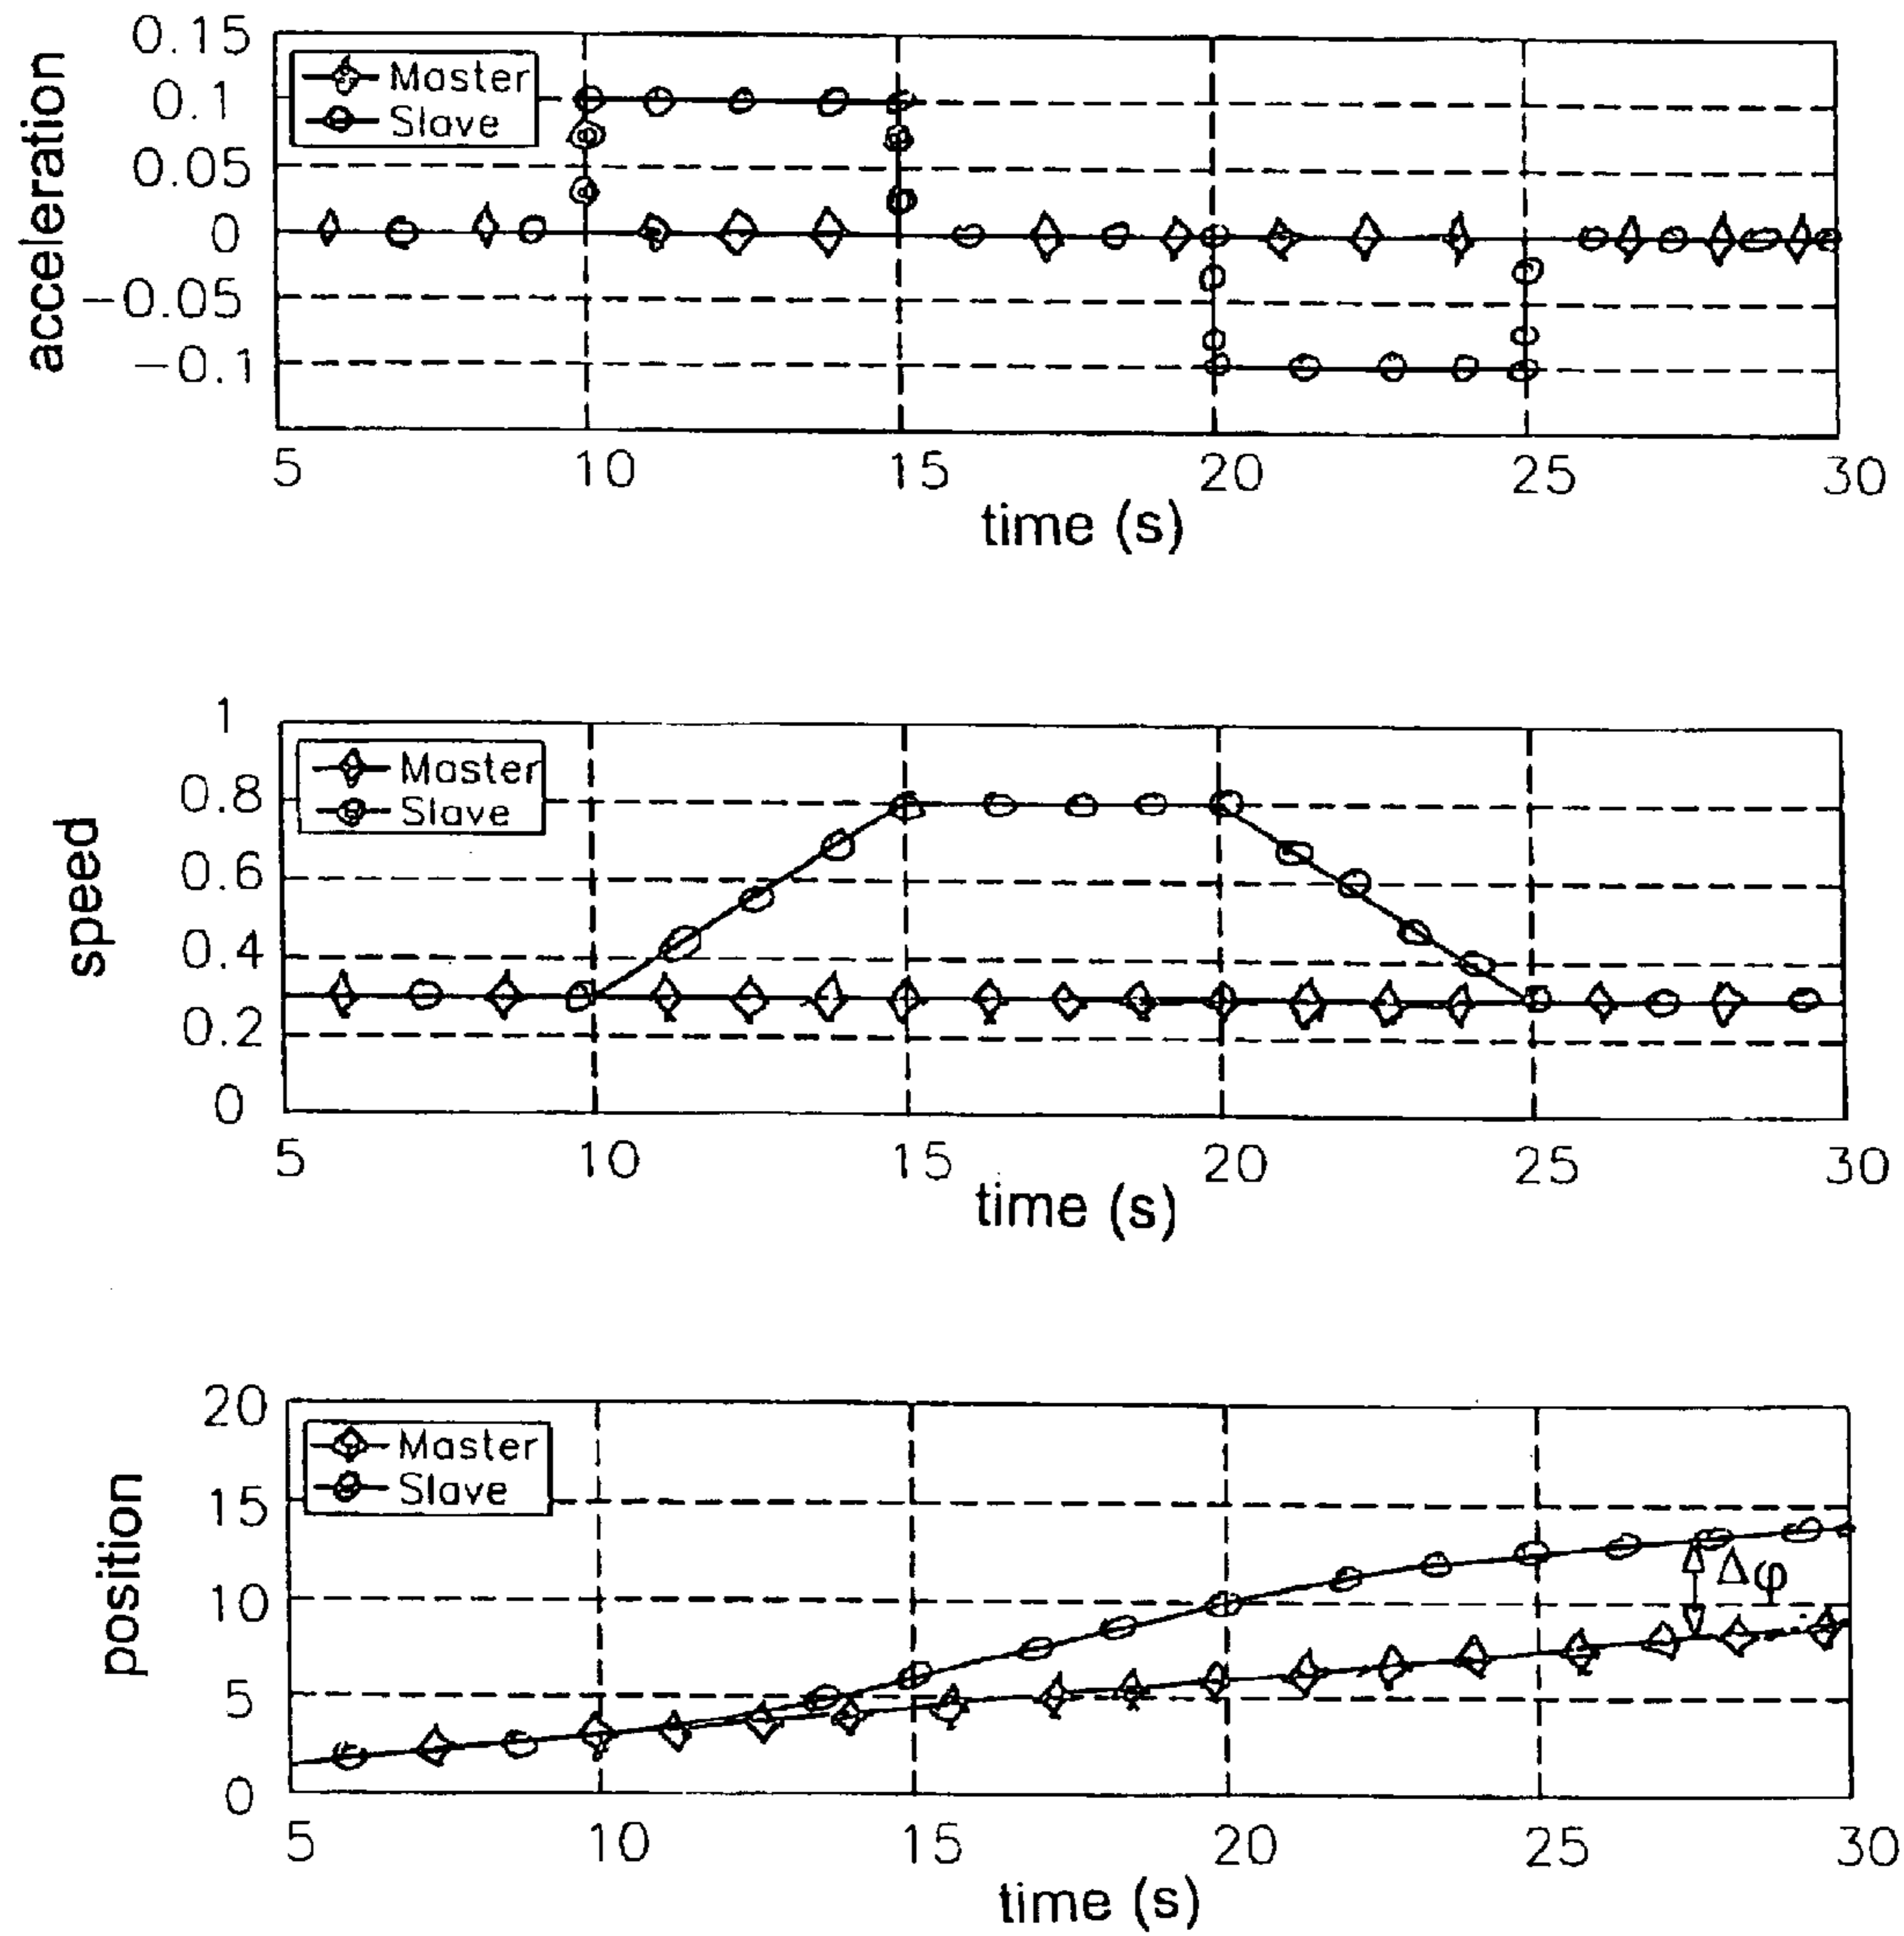 acceleration
0.15
0.1
0.05
0
-0.05
-0.1
Master
Slave
5 10 15 20 25 30
time (s)
speed
1
0.8
0.6
0.4
0.2
0
Master
Slave
5 10 15 20 25 30
time (s)
position
20
15
10
5
0
Master
Slave
Δφ
5 10 15 20 25 30
time (s)